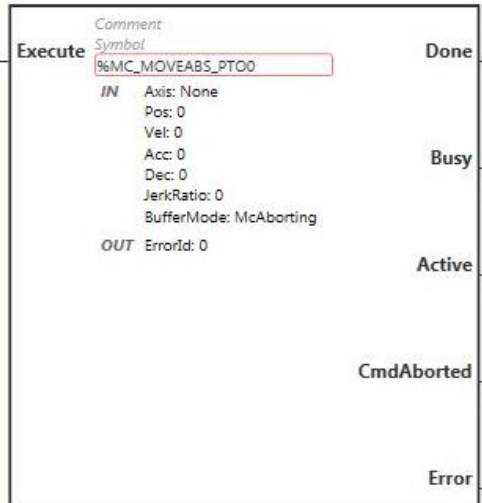 Comment
Execute
Symbol
Done
%MC_MOVEABS_PTO0
IN Axis: None
Pos: 0
Vel: 0
Busy
Acc: 0
Dec: 0
JerkRatio: 0
BufferMode: McAborting
OUT ErrorId: 0
Active
CmdAborted
Error